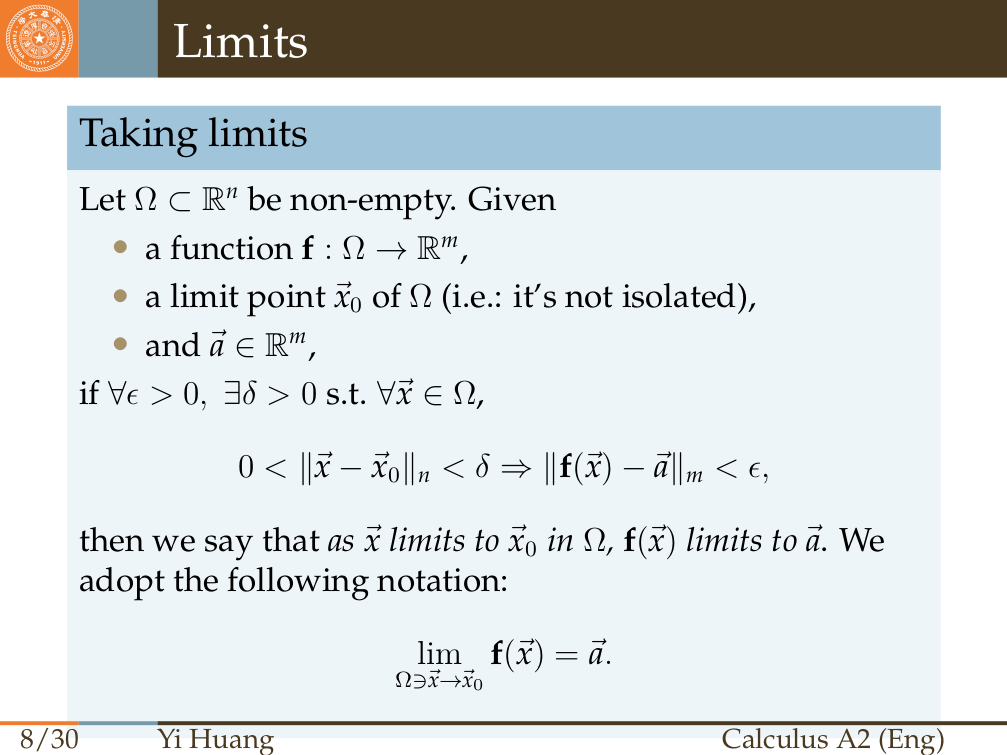 Limits
Taking limits
Let Ω ⊂ ℝⁿ be non-empty. Given
• a function f : Ω → ℝᵐ,
• a limit point x⃗₀ of Ω (i.e.: it's not isolated),
• and a⃗ ∈ ℝᵐ,
if ∀ϵ > 0, ∃δ > 0 s.t. ∀x⃗ ∈ Ω,
0 < ‖x⃗ − x⃗₀‖ₙ < δ ⇒ ‖f(x⃗) − a⃗‖ₘ < ϵ,
then we say that as x⃗ limits to x⃗₀ in Ω, f(x⃗) limits to a⃗. We
adopt the following notation:
lim f(x⃗) = a⃗.
Ω∋x⃗→x⃗₀
8/30 Yi Huang Calculus A2 (Eng)